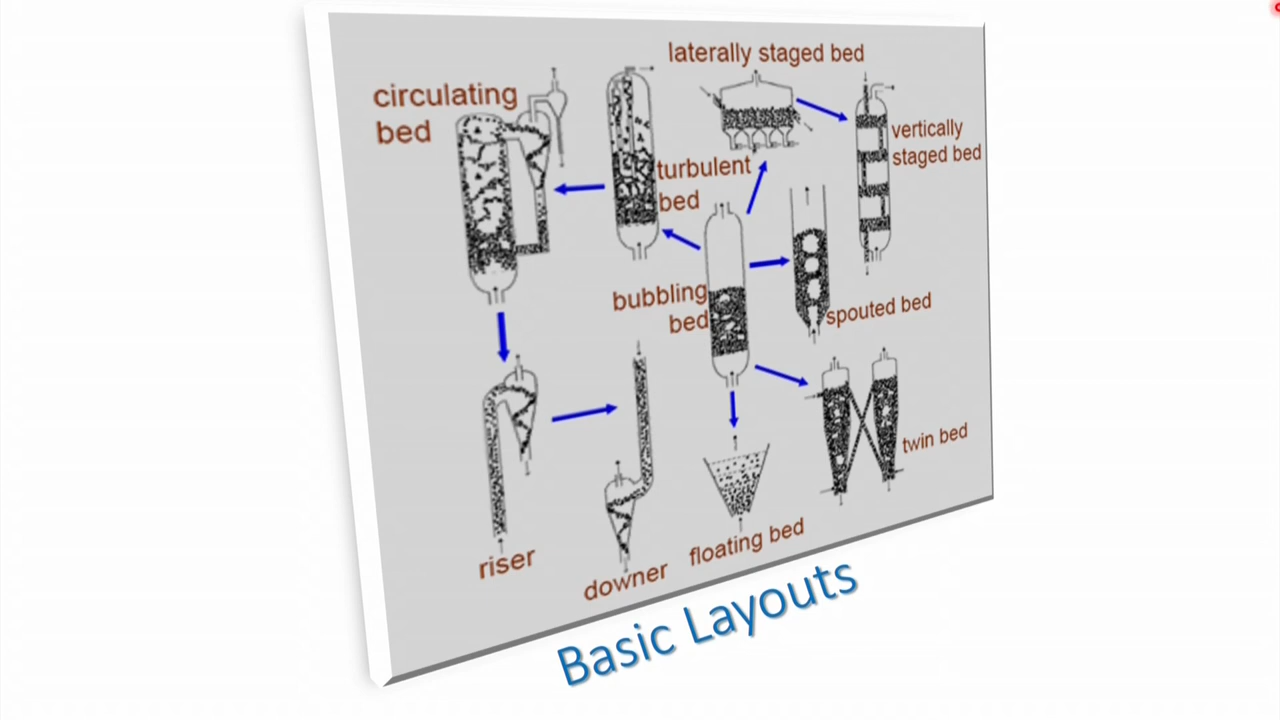 laterally staged bed
circulating
bed
vertically
staged bed
turbulent
bed
bubbling
bed
spouted bed
twin bed
floating bed
riser
downer
Basic Layouts